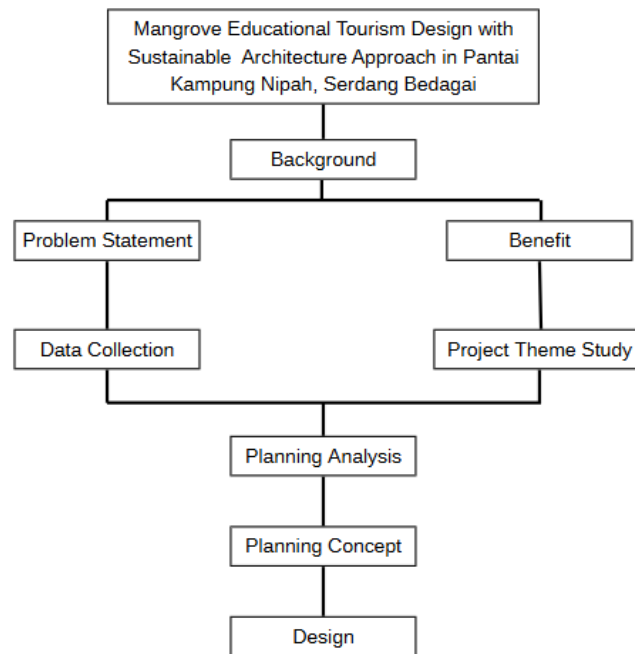 Mangrove Educational Tourism Design with
Sustainable Architecture Approach in Pantai
Kampung Nipah, Serdang Bedagai
Background
Problem Statement
Benefit
Data Collection
Project Theme Study
Planning Analysis
Planning Concept
Design